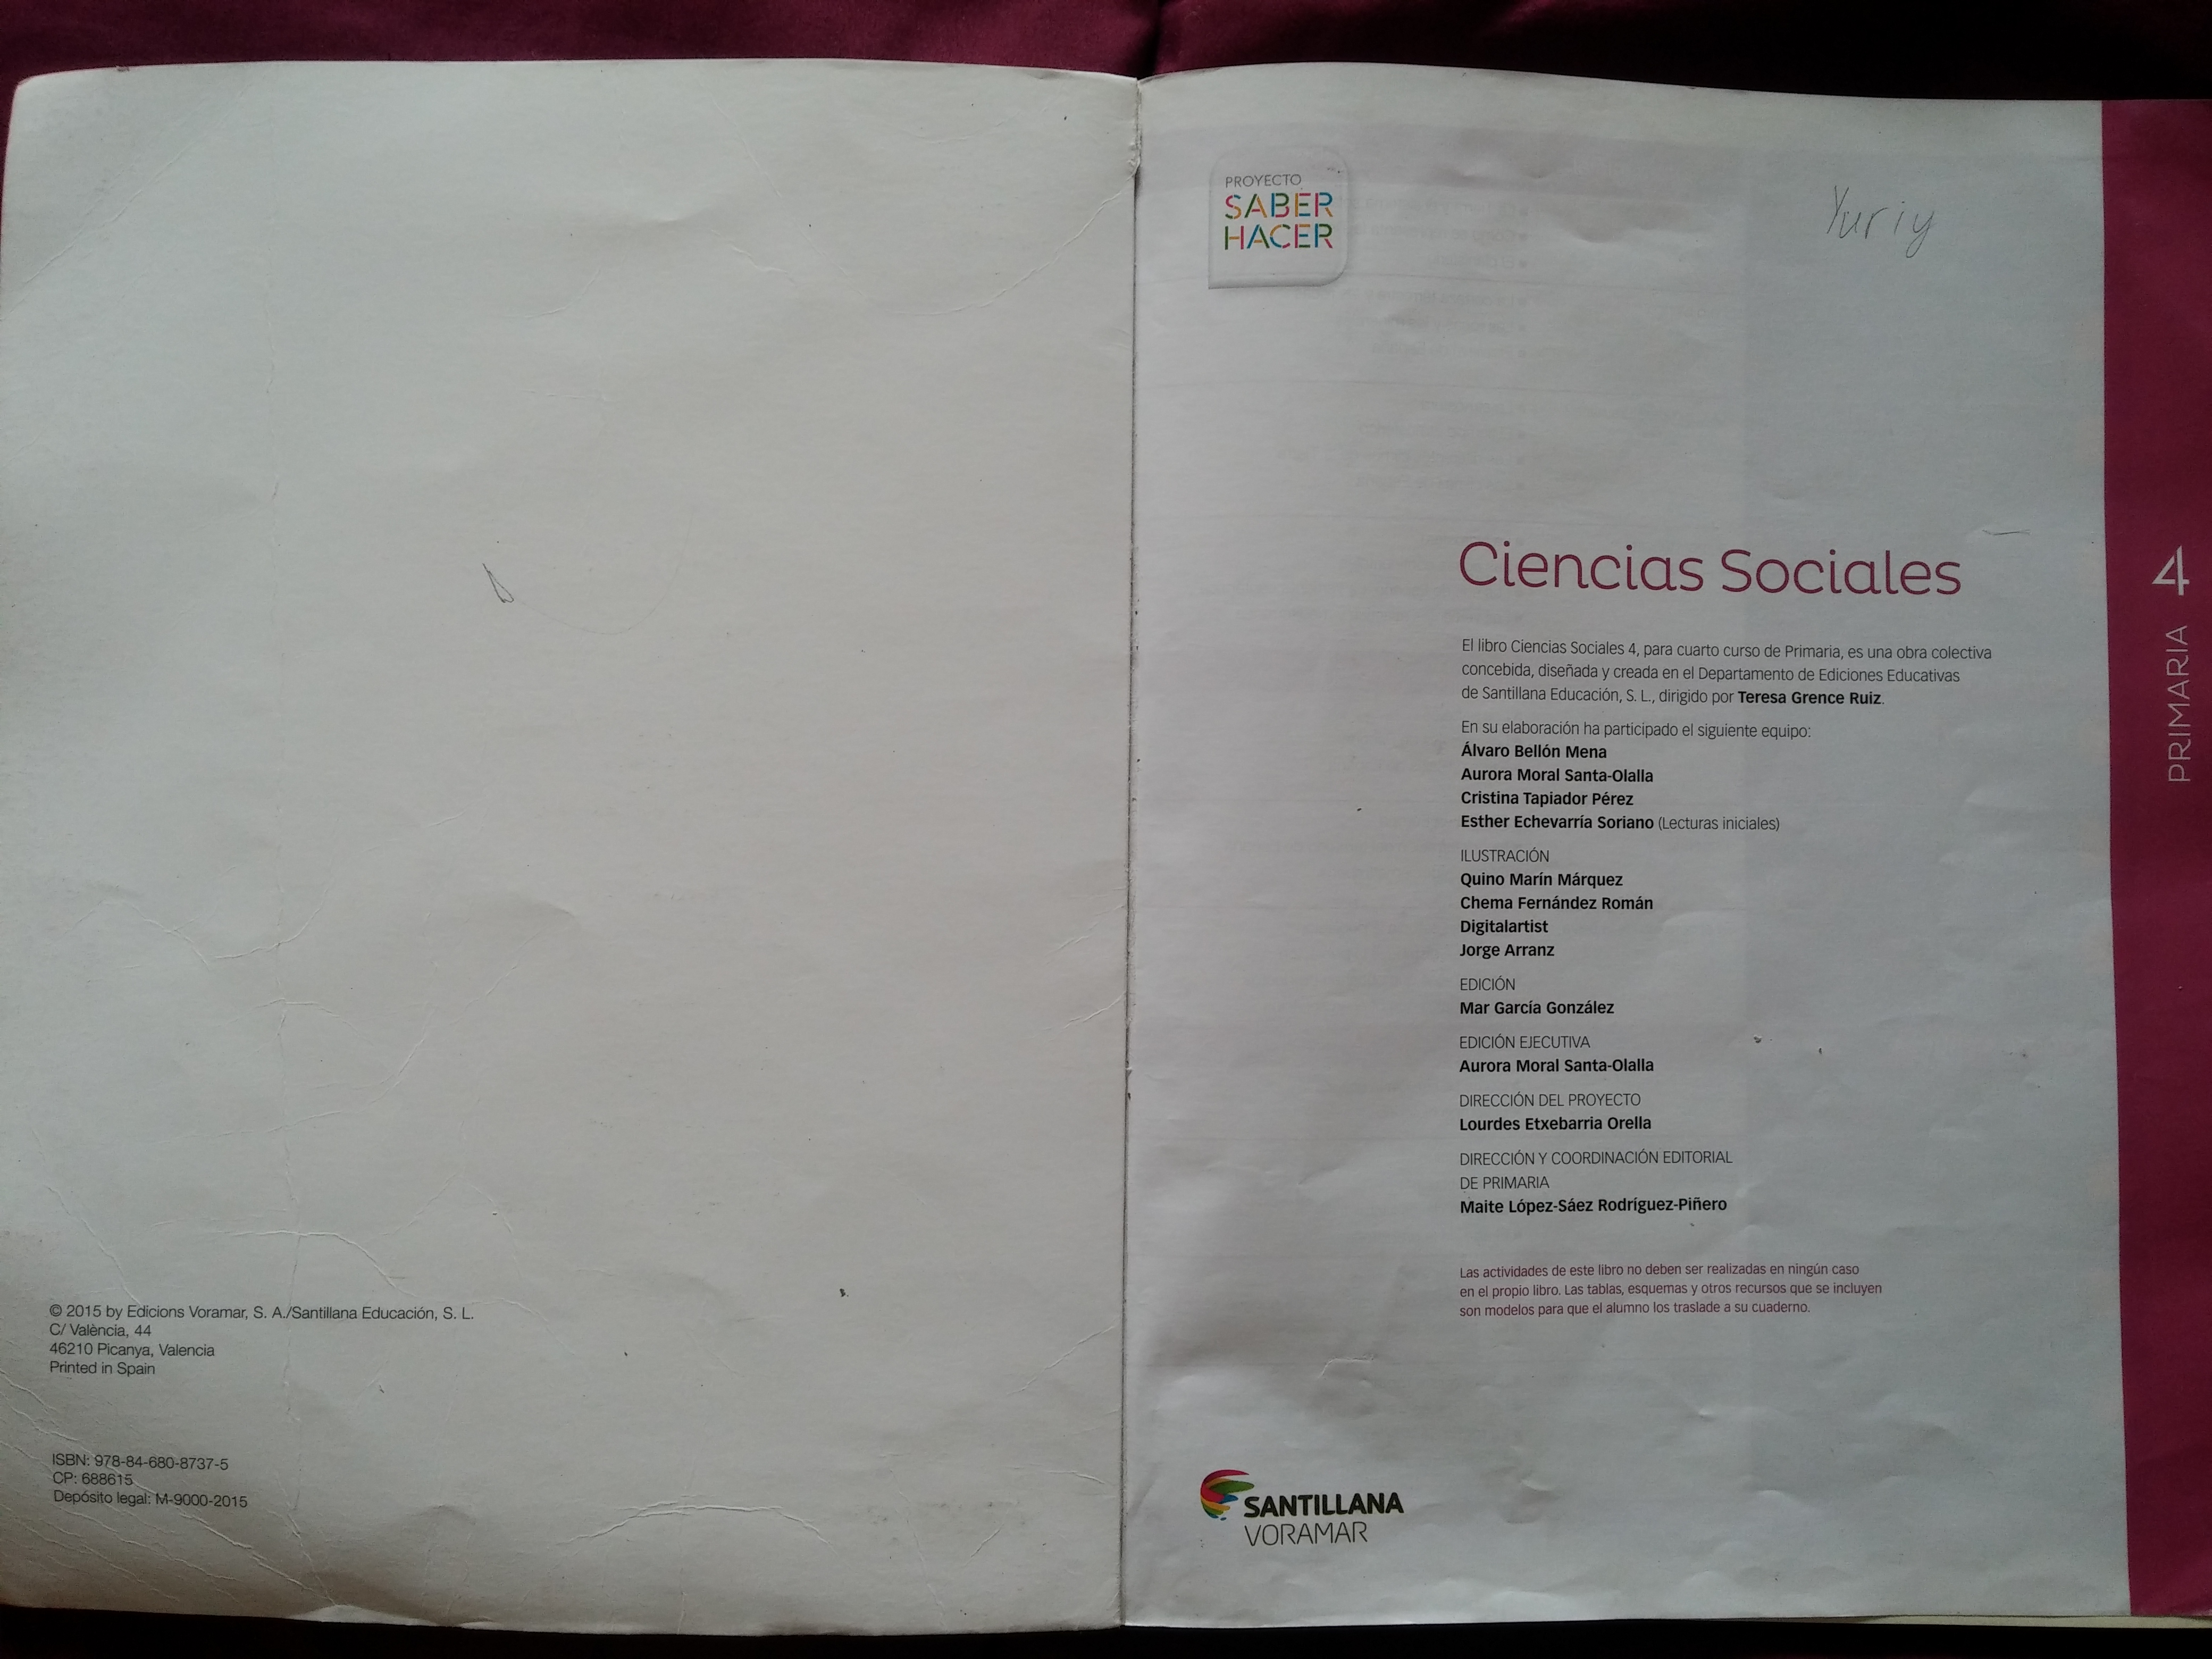 © 2015 by Edicions Voramar, S. A./Santillana Educación, S. L.
C/ València, 44
46210 Picanya, Valencia
Printed in Spain
ISBN: 978-84-680-8737-5
CP: 688615
Depósito legal: M-9000-2015
PROYECTO
SABER
HACER
Yuriy
Ciencias Sociales
El libro Ciencias Sociales 4, para cuarto curso de Primaria, es una obra colectiva
concebida, diseñada y creada en el Departamento de Ediciones Educativas
de Santillana Educación, S. L., dirigido por Teresa Grence Ruiz.
En su elaboración ha participado el siguiente equipo:
Álvaro Bellón Mena
Aurora Moral Santa-Olalla
Cristina Tapiador Pérez
Esther Echevarría Soriano (Lecturas iniciales)
ILUSTRACIÓN
Quino Marín Márquez
Chema Fernández Román
Digitalartist
Jorge Arranz
EDICIÓN
Mar García González
EDICIÓN EJECUTIVA
Aurora Moral Santa-Olalla
DIRECCIÓN DEL PROYECTO
Lourdes Etxebarria Orella
DIRECCIÓN Y COORDINACIÓN EDITORIAL
DE PRIMARIA
Maite López-Sáez Rodríguez-Piñero
Las actividades de este libro no deben ser realizadas en ningún caso
en el propio libro. Las tablas, esquemas y otros recursos que se incluyen
son modelos para que el alumno los traslade a su cuaderno.
SANTILLANA
VORAMAR
4
PRIMARIA